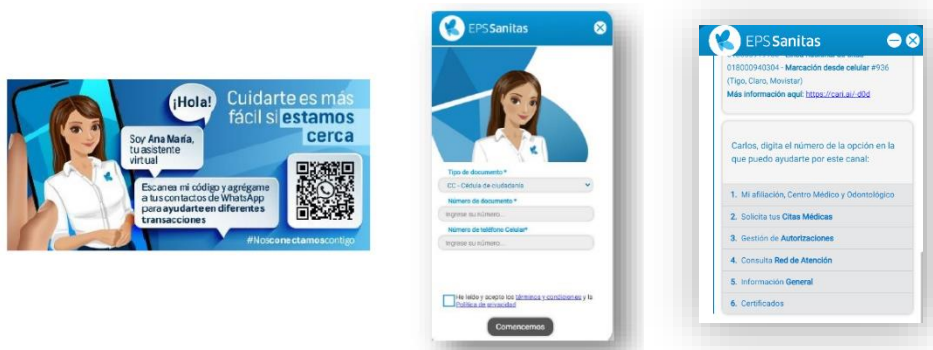 ¡Hola!
Cuidarte es más
fácil si estamos
cerca
Soy Ana María,
tu asistente
virtual
Escanea mi código y agrégame
a tus contactos de WhatsApp
para ayudarte en diferentes
transacciones
#Nosconectamoscontigo
EPS Sanitas
Tipo de documento *
CC - Cédula de ciudadanía
Número de documento *
Ingrese su número...
Número de teléfono Celular*
Ingrese su número...
He leído y acepto los términos y condiciones y la
Política de privacidad
Comencemos
EPS Sanitas
018000940304 - Marcación desde celular #936
(Tigo, Claro, Movistar)
Más información aquí: https://cari.ai/-d0d
Carlos, digita el número de la opción en la
que puedo ayudarte por este canal:
1. Mi afiliación, Centro Médico y Odontológico
2. Solicita tus Citas Médicas
3. Gestión de Autorizaciones
4. Consulta Red de Atención
5. Información General
6. Certificados